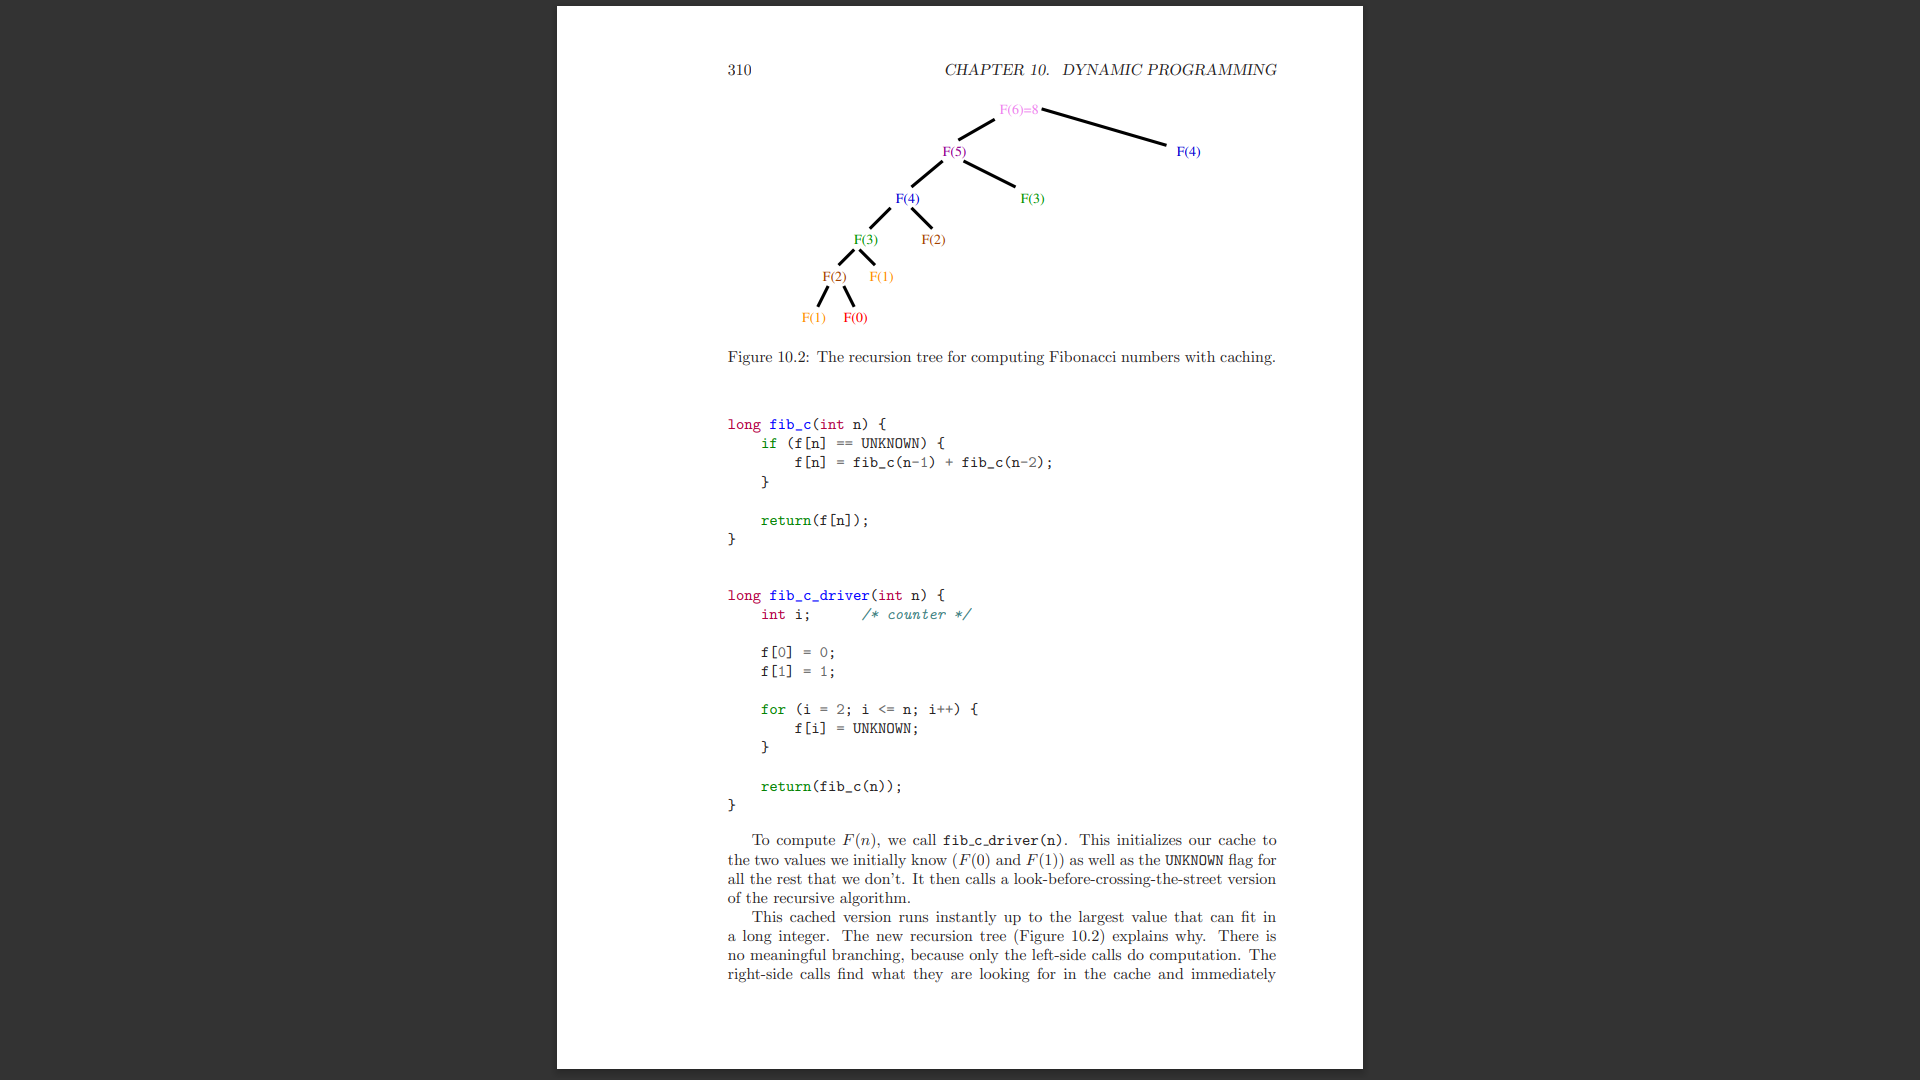 310 CHAPTER 10. DYNAMIC PROGRAMMING
F(6)=8
F(5) F(4)
F(4) F(3)
F(3) F(2)
F(2) F(1)
F(1) F(0)
Figure 10.2: The recursion tree for computing Fibonacci numbers with caching.
long fib_c(int n) {
    if (f[n] == UNKNOWN) {
        f[n] = fib_c(n-1) + fib_c(n-2);
    }
    return(f[n]);
}
long fib_c_driver(int n) {
    int i;      /* counter */
    f[0] = 0;
    f[1] = 1;
    for (i = 2; i <= n; i++) {
        f[i] = UNKNOWN;
    }
    return(fib_c(n));
}
To compute F(n), we call fib_c_driver(n). This initializes our cache to
the two values we initially know (F(0) and F(1)) as well as the UNKNOWN flag for
all the rest that we don't. It then calls a look-before-crossing-the-street version
of the recursive algorithm.
This cached version runs instantly up to the largest value that can fit in
a long integer. The new recursion tree (Figure 10.2) explains why. There is
no meaningful branching, because only the left-side calls do computation. The
right-side calls find what they are looking for in the cache and immediately